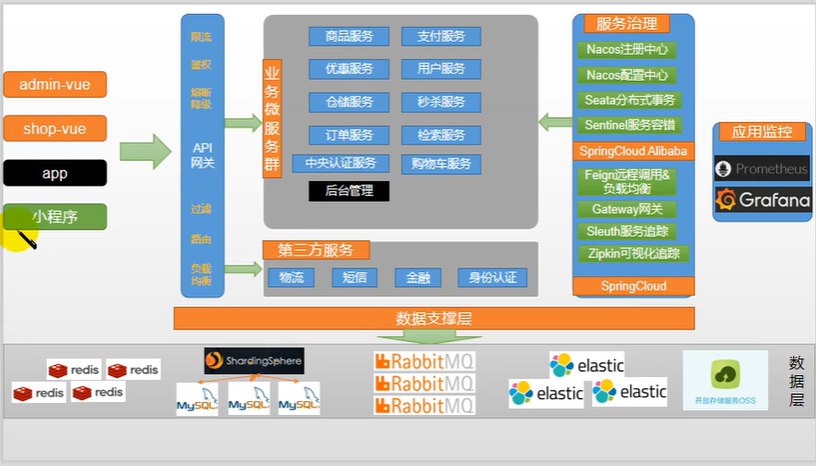 admin-vue
shop-vue
app
小程序
限流
鉴权
熔断
降级
API
网关
过滤
路由
负载
均衡
业务微服务群
商品服务
支付服务
优惠服务
用户服务
仓储服务
秒杀服务
订单服务
检索服务
中央认证服务
购物车服务
后台管理
第三方服务
物流
短信
金融
身份认证
服务治理
Nacos注册中心
Nacos配置中心
Seata分布式事务
Sentinel服务容错
SpringCloud Alibaba
Feign远程调用&
负载均衡
Gateway网关
Sleuth服务追踪
Zipkin可视化追踪
SpringCloud
应用监控
Prometheus
Grafana
数据支撑层
redis
redis
redis
redis
ShardingSphere
MySQL
MySQL
MySQL
RabbitMQ
RabbitMQ
RabbitMQ
elastic
elastic
elastic
开放存储服务OSS
数据层